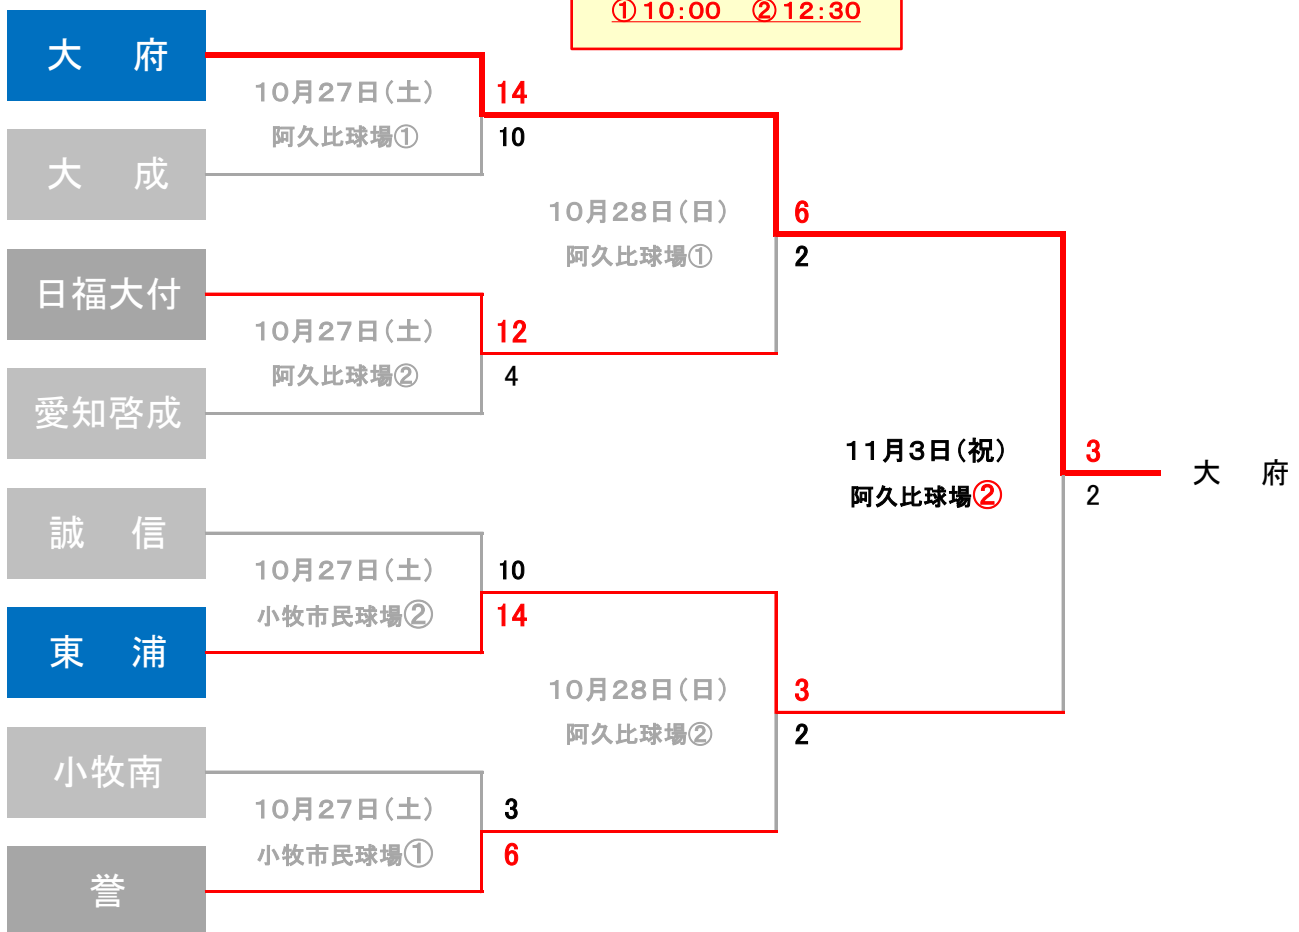 ①10:00　②12:30
大　府
10月27日(土)
阿久比球場①
14
10
大　成
10月28日(日)
阿久比球場①
6
2
日福大付
10月27日(土)
阿久比球場②
12
4
愛知啓成
11月3日(祝)
阿久比球場②
3
2
大　府
誠　信
10月27日(土)
小牧市民球場②
10
14
東　浦
10月28日(日)
阿久比球場②
3
2
小牧南
10月27日(土)
小牧市民球場①
3
6
誉